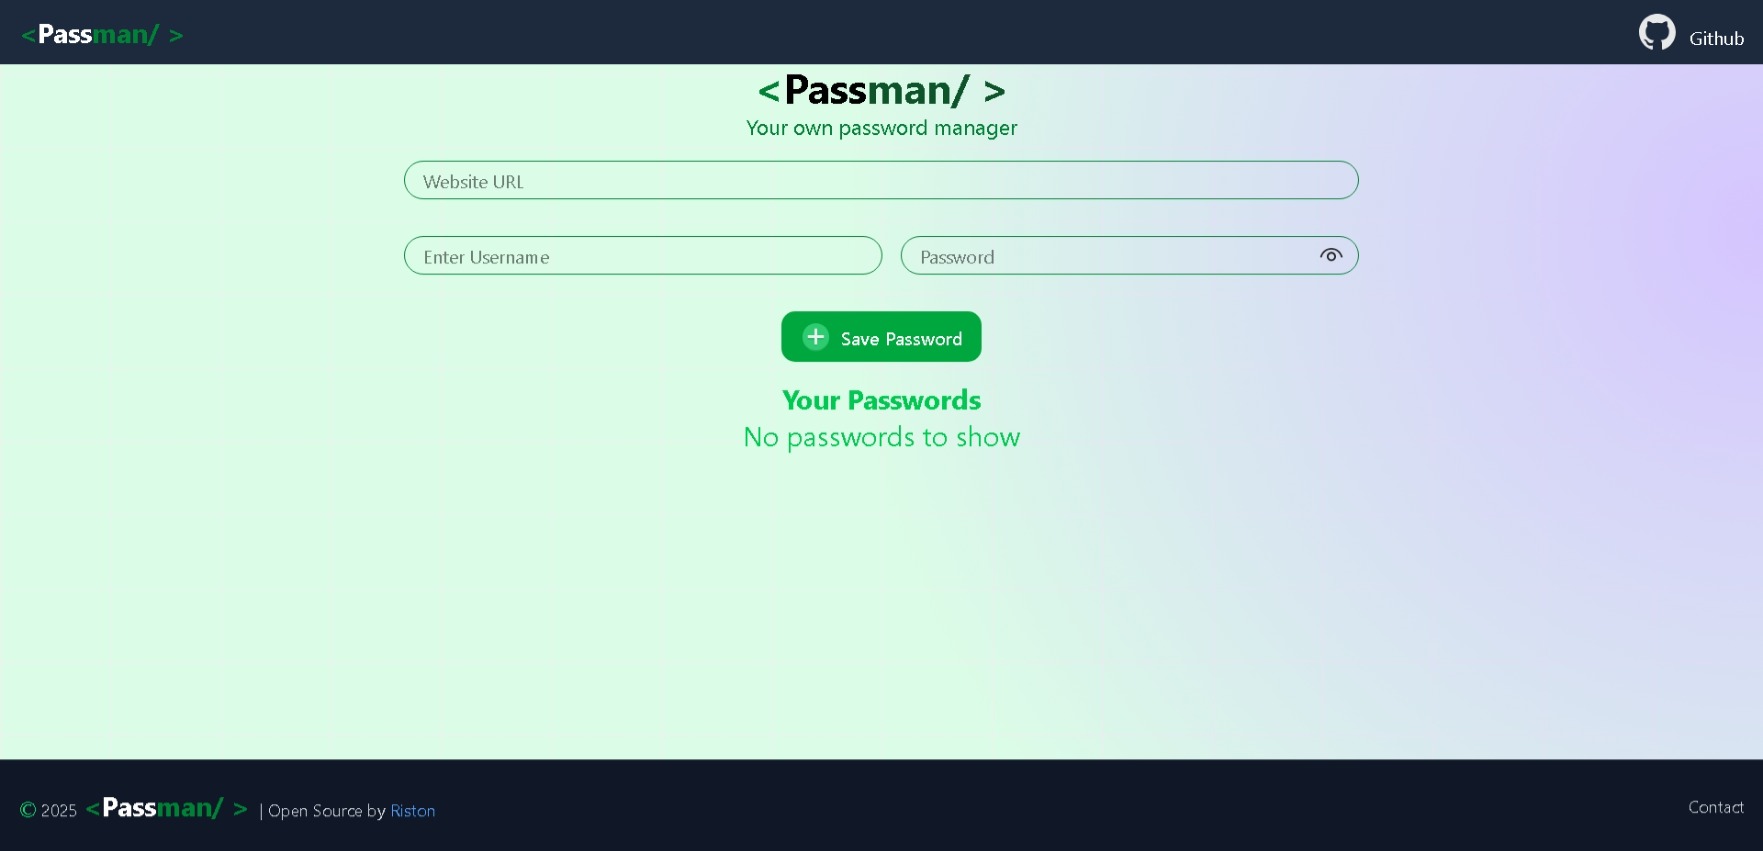 <Passman/ >
Github
<Passman/ >
Your own password manager
Website URL
Enter Username
Password
Save Password
Your Passwords
No passwords to show
© 2025 <Passman/ > | Open Source by Riston
Contact